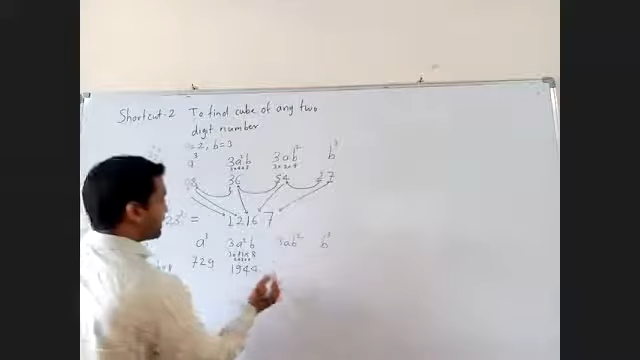 Shortcut-2 To find cube of any two
digit number
=2, b=3
a³ 3a²b 3ab² b³
36 54 27
23³ = 12167
a³ 3a²b 3ab² b³
729 1944